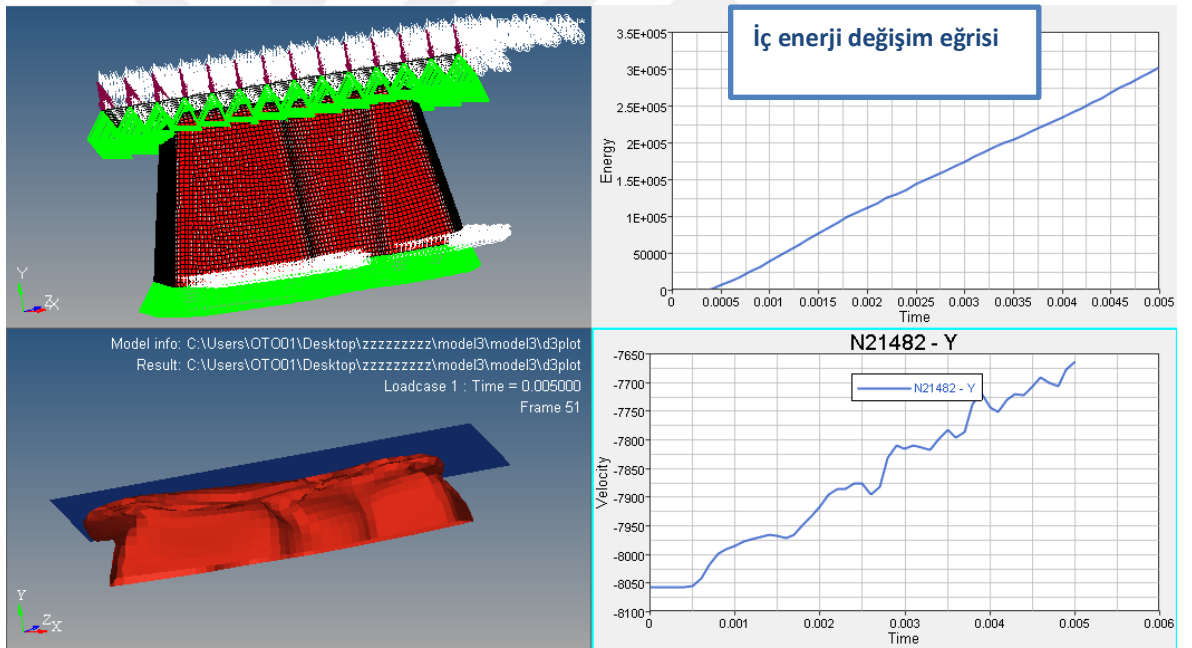 İç enerji değişim eğrisi
3.5E+005
3E+005
2.5E+005
2E+005
1.5E+005
1E+005
50000
0
Energy
0 0.0005 0.001 0.0015 0.002 0.0025 0.003 0.0035 0.004 0.0045 0.005
Time
Y
Z
X
Model info: C:\Users\OTO01\Desktop\zzzzzzzzz\model3\model3\d3plot
Result: C:\Users\OTO01\Desktop\zzzzzzzzz\model3\model3\d3plot
Loadcase 1 : Time = 0.005000
Frame 51
Y
Z
X
N21482 - Y
N21482 - Y
-7650
-7700
-7750
-7800
-7850
-7900
-7950
-8000
-8050
-8100
Velocity
0 0.001 0.002 0.003 0.004 0.005 0.006
Time